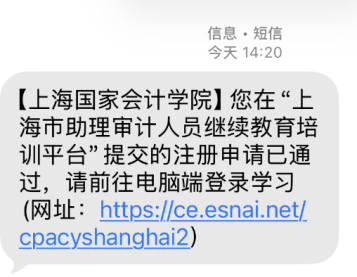 信息 • 短信
今天 14:20
【上海国家会计学院】您在“上
海市助理审计人员继续教育培
训平台”提交的注册申请已通
过，请前往电脑端登录学习
(网址：https://ce.esnai.net/
cpacyshanghai2)